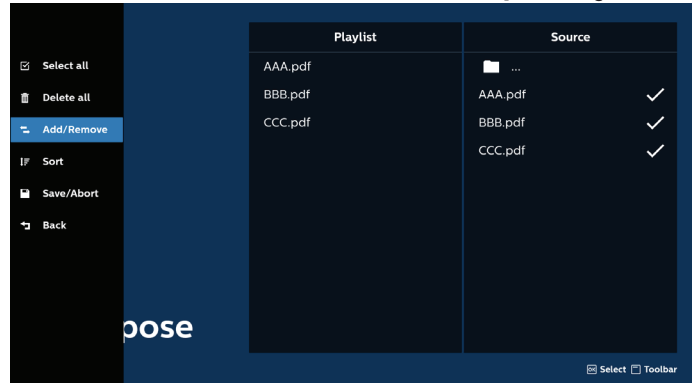 Playlist
Source
Select all
Delete all
Add/Remove
Sort
Save/Abort
Back
AAA.pdf
BBB.pdf
CCC.pdf
...
AAA.pdf
BBB.pdf
CCC.pdf
pose
OK Select Toolbar